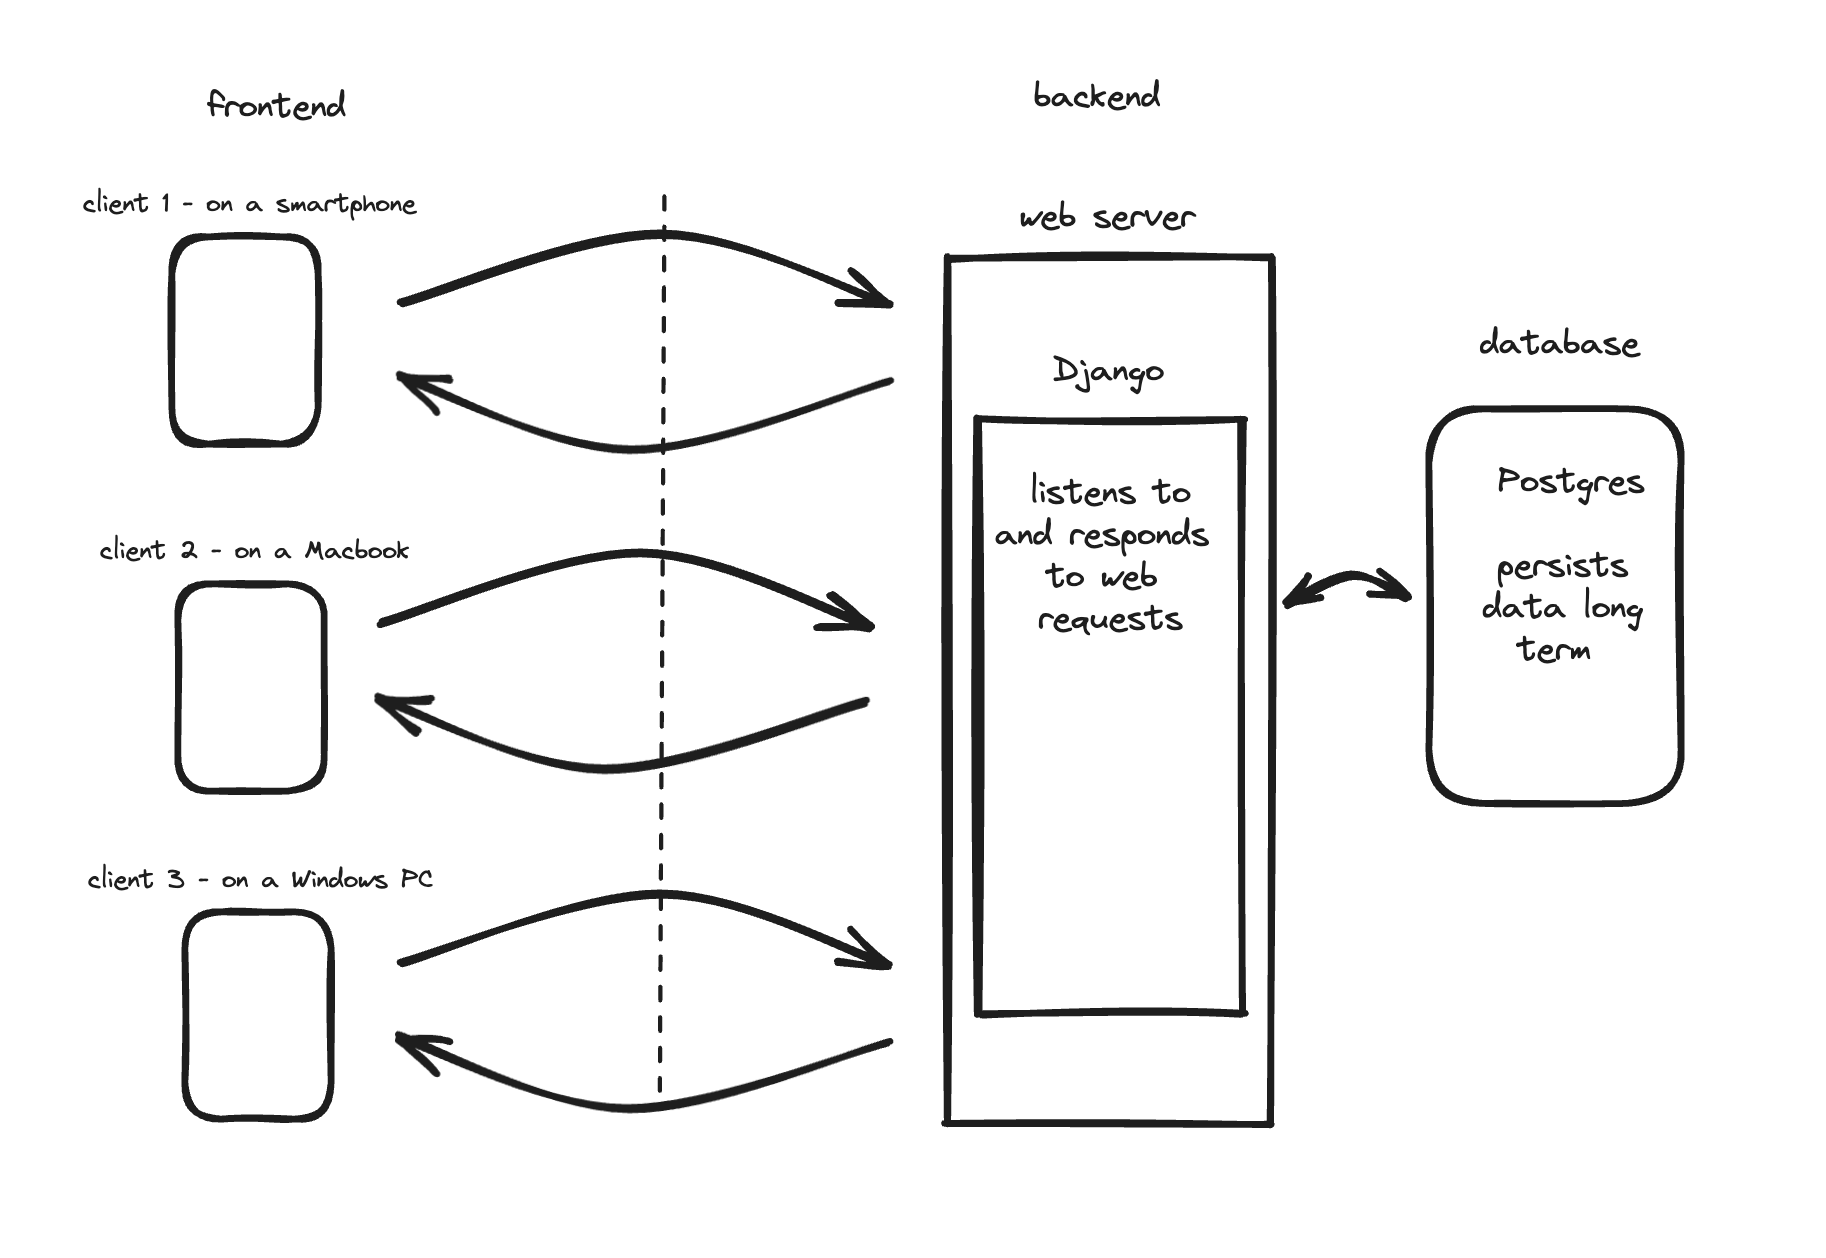 frontend
backend
client 1 - on a smartphone
web server
Django
listens to
and responds
to web
requests
database
Postgres
persists
data long
term
client 2 - on a Macbook
client 3 - on a Windows PC